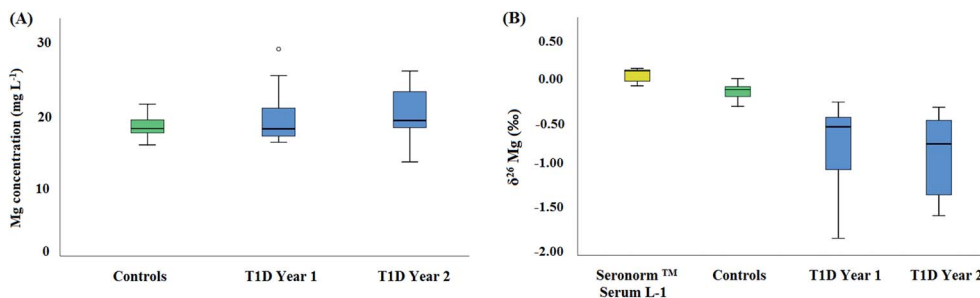 (A)
Mg concentration (mg L-1)
30
20
10
0
Controls
T1D Year 1
T1D Year 2
(B)
δ26 Mg (‰)
0.50
0.00
-0.50
-1.00
-1.50
-2.00
Seronorm ™
Serum L-1
Controls
T1D Year 1
T1D Year 2